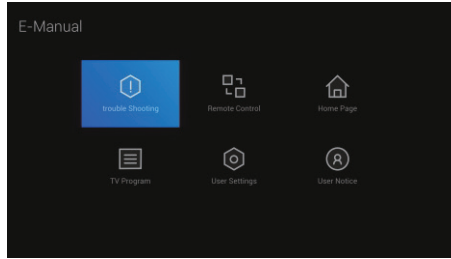 E-Manual
trouble Shooting
Remote Control
Home Page
TV Program
User Settings
User Notice